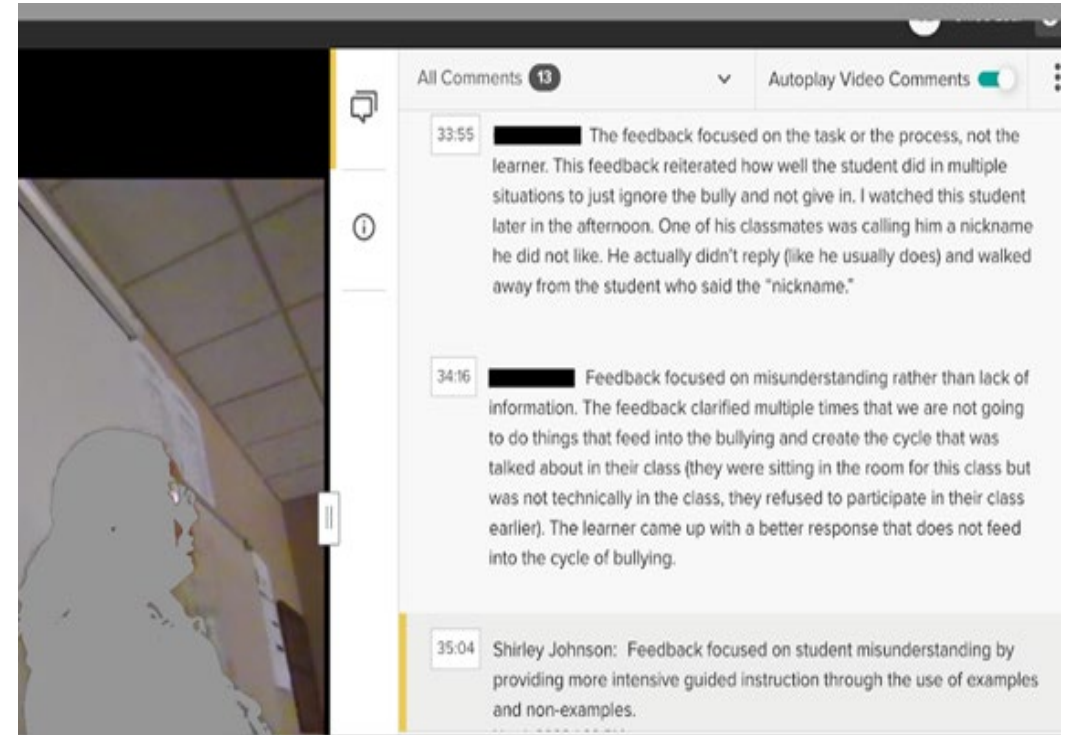 All Comments 13
Autoplay Video Comments
33:55
The feedback focused on the task or the process, not the
learner. This feedback reiterated how well the student did in multiple
situations to just ignore the bully and not give in. I watched this student
later in the afternoon. One of his classmates was calling him a nickname
he did not like. He actually didn't reply (like he usually does) and walked
away from the student who said the "nickname."
34:16
Feedback focused on misunderstanding rather than lack of
information. The feedback clarified multiple times that we are not going
to do things that feed into the bullying and create the cycle that was
talked about in their class (they were sitting in the room for this class but
was not technically in the class, they refused to participate in their class
earlier). The learner came up with a better response that does not feed
into the cycle of bullying.
35:04
Shirley Johnson: Feedback focused on student misunderstanding by
providing more intensive guided instruction through the use of examples
and non-examples.